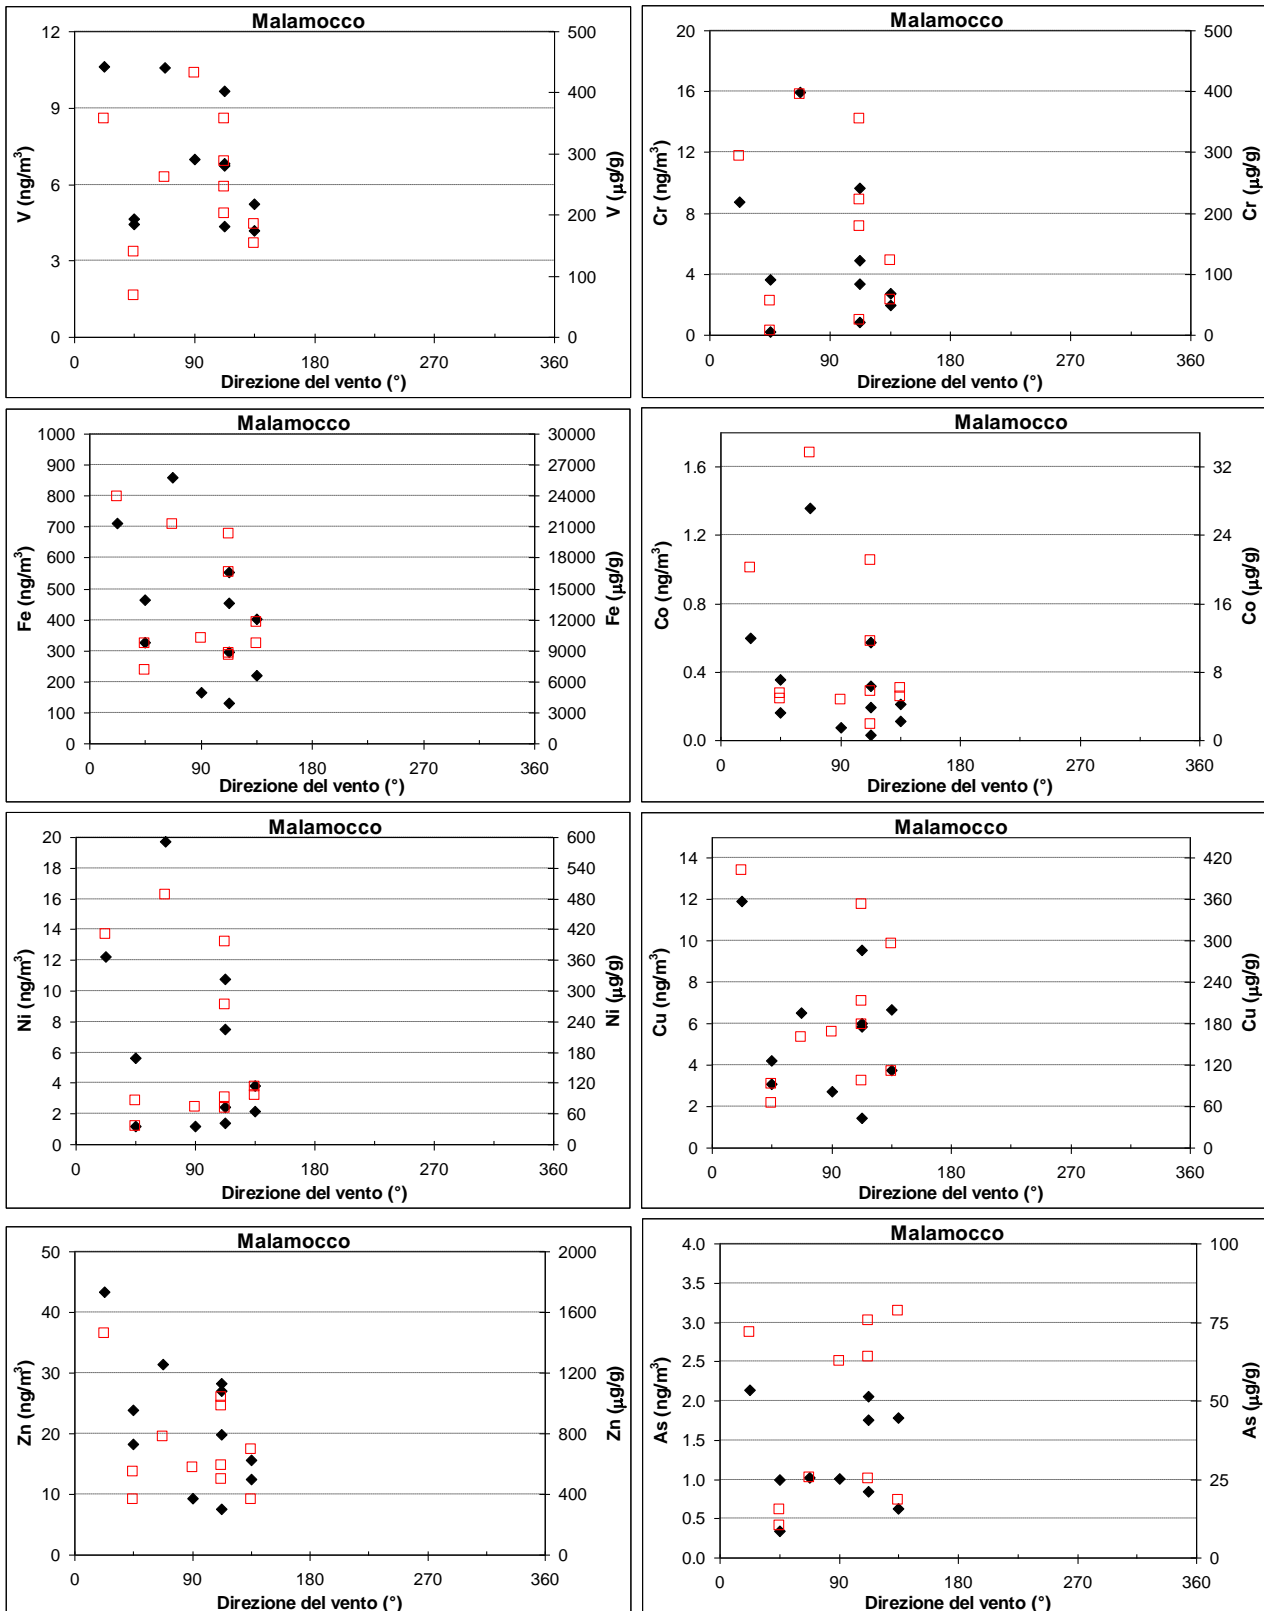 Malamocco
12
9
6
3
0
500
400
300
200
100
0
0 90 180 270 360
V (ng/m³)
V (µg/g)
Direzione del vento (°)
Malamocco
20
16
12
8
4
0
500
400
300
200
100
0
0 90 180 270 360
Cr (ng/m³)
Cr (µg/g)
Direzione del vento (°)
Malamocco
1000
900
800
700
600
500
400
300
200
100
0
30000
27000
24000
21000
18000
15000
12000
9000
6000
3000
0
0 90 180 270 360
Fe (ng/m³)
Fe (µg/g)
Direzione del vento (°)
Malamocco
1.6
1.2
0.8
0.4
0.0
32
24
16
8
0
0 90 180 270 360
Co (ng/m³)
Co (µg/g)
Direzione del vento (°)
Malamocco
20
18
16
14
12
10
8
6
4
2
0
600
540
480
420
360
300
240
180
120
60
0
0 90 180 270 360
Ni (ng/m³)
Ni (µg/g)
Direzione del vento (°)
Malamocco
14
12
10
8
6
4
2
0
420
360
300
240
180
120
60
0
0 90 180 270 360
Cu (ng/m³)
Cu (µg/g)
Direzione del vento (°)
Malamocco
50
40
30
20
10
0
2000
1600
1200
800
400
0
0 90 180 270 360
Zn (ng/m³)
Zn (µg/g)
Direzione del vento (°)
Malamocco
4.0
3.5
3.0
2.5
2.0
1.5
1.0
0.5
0.0
100
75
50
25
0
0 90 180 270 360
As (ng/m³)
As (µg/g)
Direzione del vento (°)